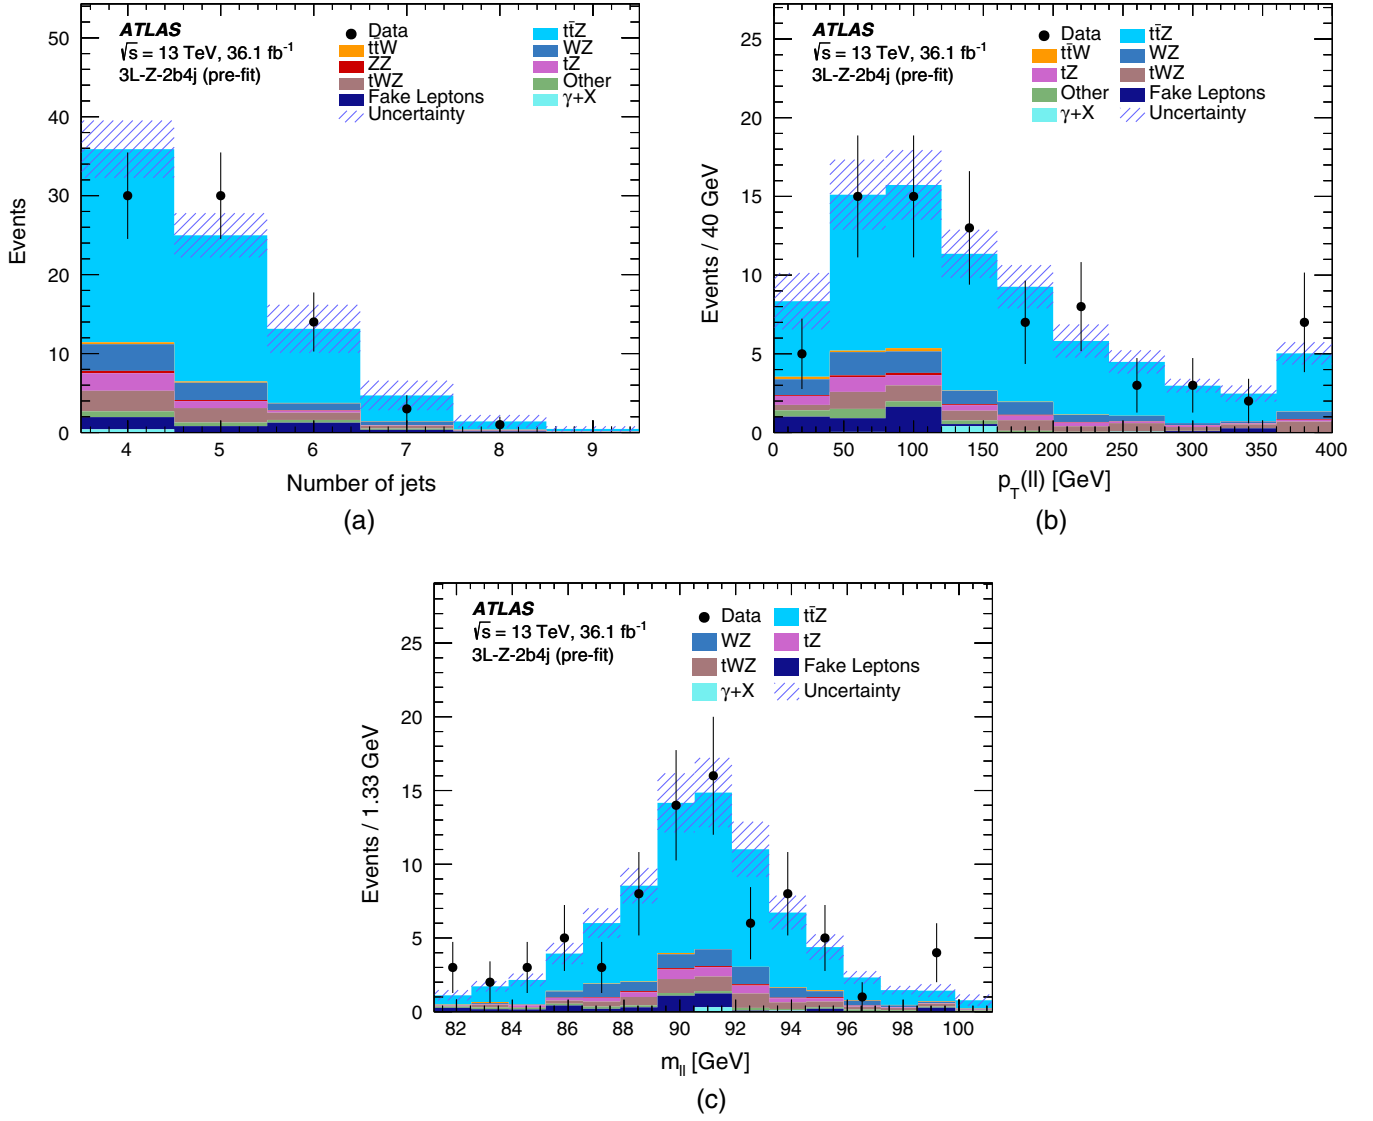 ATLAS
√s = 13 TeV, 36.1 fb⁻¹
3L-Z-2b4j (pre-fit)
Data
tt̄W
ZZ
tWZ
Fake Leptons
Uncertainty
tt̄Z
WZ
tZ
Other
γ+X
Events
50
40
30
20
10
0
4 5 6 7 8 9
Number of jets
(a)
ATLAS
√s = 13 TeV, 36.1 fb⁻¹
3L-Z-2b4j (pre-fit)
Data tt̄Z
tt̄W WZ
tZ tWZ
Other Fake Leptons
γ+X Uncertainty
Events / 40 GeV
25
20
15
10
5
0
0 50 100 150 200 250 300 350 400
p_T(ll) [GeV]
(b)
ATLAS
√s = 13 TeV, 36.1 fb⁻¹
3L-Z-2b4j (pre-fit)
Data tt̄Z
WZ tZ
tWZ Fake Leptons
γ+X Uncertainty
Events / 1.33 GeV
25
20
15
10
5
0
82 84 86 88 90 92 94 96 98 100
m_ll [GeV]
(c)